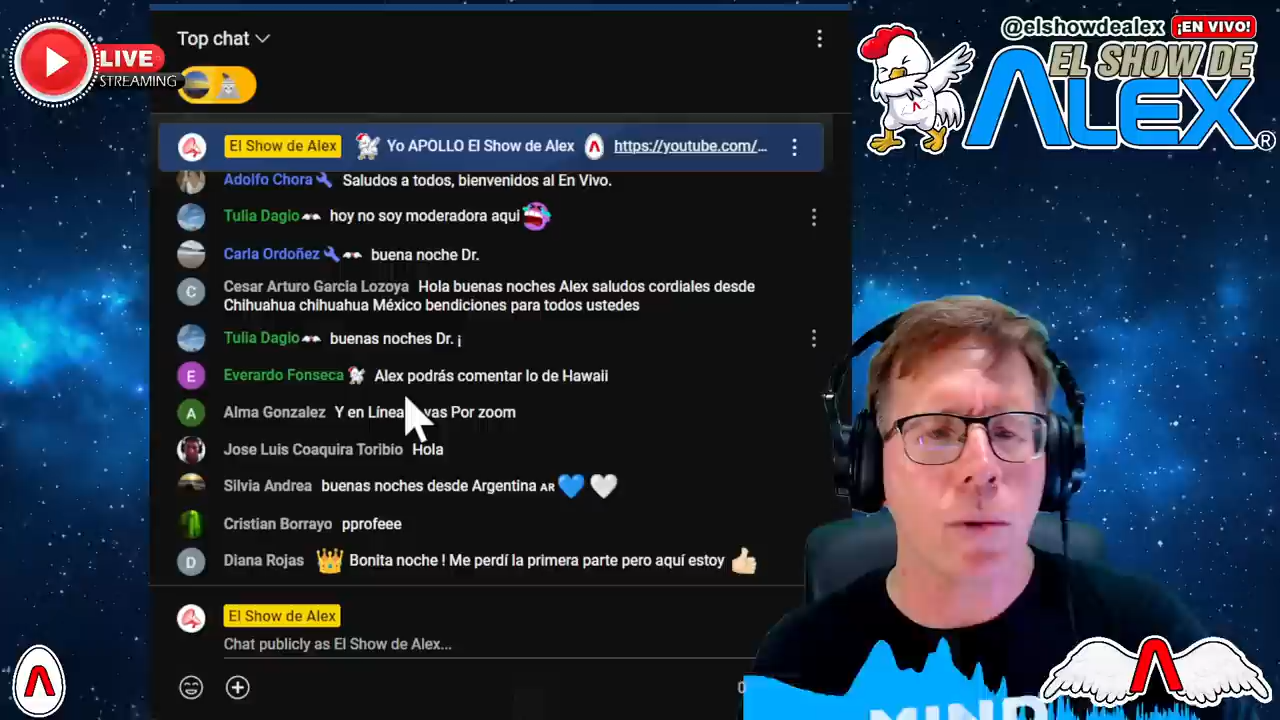 LIVE
STREAMING
Top chat
@elshowdealex ¡EN VIVO!
EL SHOW DE
ALEX®
El Show de Alex Yo APOLLO El Show de Alex https://youtube.com/...
Adolfo Chora Saludos a todos, bienvenidos al En Vivo.
Tulia Dagio hoy no soy moderadora aqui
Carla Ordoñez buena noche Dr.
C Cesar Arturo Garcia Lozoya Hola buenas noches Alex saludos cordiales desde
Chihuahua chihuahua México bendiciones para todos ustedes
Tulia Dagio buenas noches Dr. ¡
E Everardo Fonseca Alex podrás comentar lo de Hawaii
A Alma Gonzalez Y en Línea vas Por zoom
Jose Luis Coaquira Toribio Hola
Silvia Andrea buenas noches desde Argentina AR
Cristian Borrayo pprofeee
D Diana Rojas Bonita noche ! Me perdí la primera parte pero aquí estoy
El Show de Alex
Chat publicly as El Show de Alex...
0
MIND